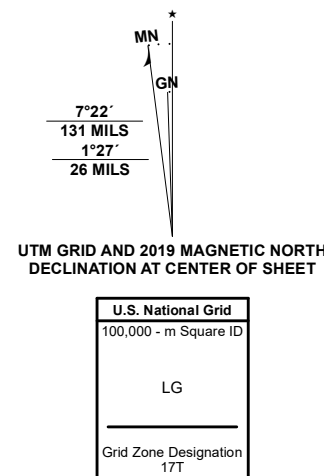 ★
MN
GN
7°22´
131 MILS
1°27´
26 MILS
UTM GRID AND 2019 MAGNETIC NORTH
DECLINATION AT CENTER OF SHEET
U.S. National Grid
100,000 - m Square ID
LG
Grid Zone Designation
17T